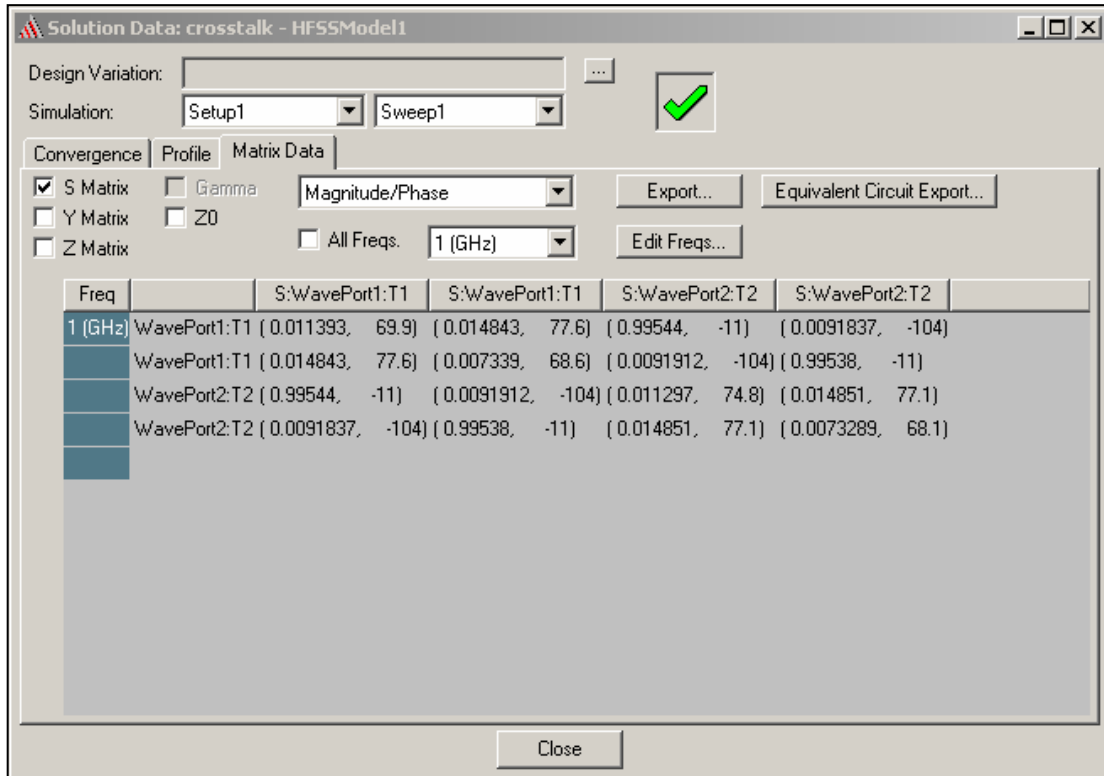 Solution Data: crosstalk - HFSSModel1
Design Variation: ...
Simulation: Setup1 Sweep1
Convergence Profile Matrix Data
S Matrix Gamma Magnitude/Phase Export... Equivalent Circuit Export...
Y Matrix Z0
All Freqs. 1 (GHz) Edit Freqs...
Z Matrix
Freq S:WavePort1:T1 S:WavePort1:T1 S:WavePort2:T2 S:WavePort2:T2
1 (GHz) WavePort1:T1 ( 0.011393, 69.9) ( 0.014843, 77.6) ( 0.99544, -11) ( 0.0091837, -104)
WavePort1:T1 ( 0.014843, 77.6) ( 0.007339, 68.6) ( 0.0091912, -104) ( 0.99538, -11)
WavePort2:T2 ( 0.99544, -11) ( 0.0091912, -104) ( 0.011297, 74.8) ( 0.014851, 77.1)
WavePort2:T2 ( 0.0091837, -104) ( 0.99538, -11) ( 0.014851, 77.1) ( 0.0073289, 68.1)
Close